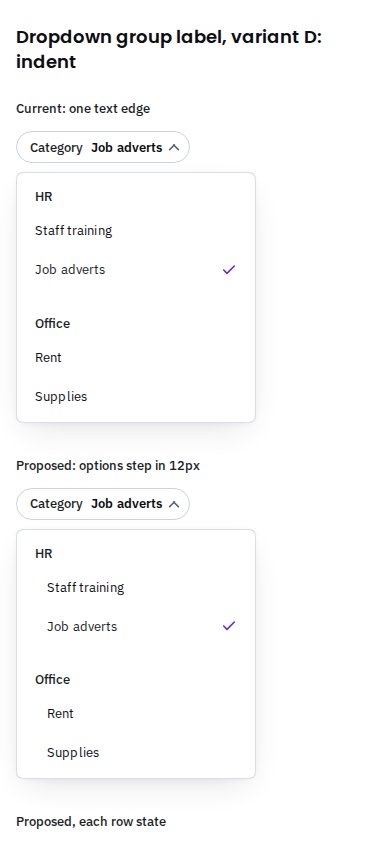 Dropdown group label, variant D:
indent
Current: one text edge
Category Job adverts
HR
Staff training
Job adverts
Office
Rent
Supplies
Proposed: options step in 12px
Category Job adverts
HR
Staff training
Job adverts
Office
Rent
Supplies
Proposed, each row state